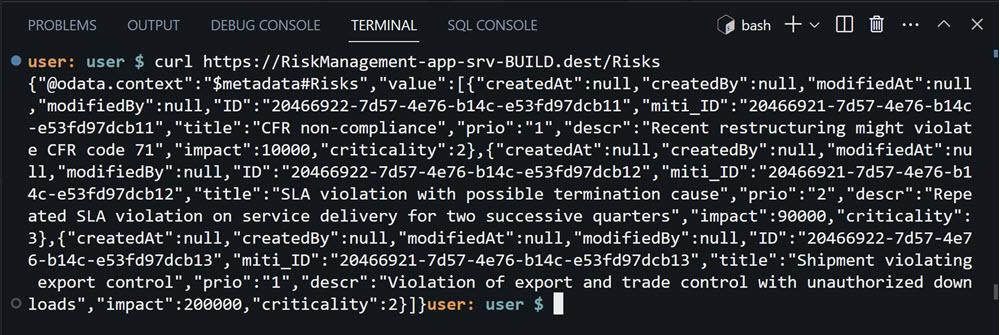 PROBLEMS OUTPUT DEBUG CONSOLE TERMINAL SQL CONSOLE bash
user: user $ curl https://RiskManagement-app-srv-BUILD.dest/Risks
{"@odata.context":"$metadata#Risks","value":[{"createdAt":null,"createdBy":null,"modifiedAt":null
,"modifiedBy":null,"ID":"20466922-7d57-4e76-b14c-e53fd97dcb11","miti_ID":"20466921-7d57-4e76-b14c
-e53fd97dcb11","title":"CFR non-compliance","prio":"1","descr":"Recent restructuring might violat
e CFR code 71","impact":10000,"criticality":2},{"createdAt":null,"createdBy":null,"modifiedAt":nu
ll,"modifiedBy":null,"ID":"20466922-7d57-4e76-b14c-e53fd97dcb12","miti_ID":"20466921-7d57-4e76-b1
4c-e53fd97dcb12","title":"SLA violation with possible termination cause","prio":"2","descr":"Repe
ated SLA violation on service delivery for two successive quarters","impact":90000,"criticality":
3},{"createdAt":null,"createdBy":null,"modifiedAt":null,"modifiedBy":null,"ID":"20466922-7d57-4e7
6-b14c-e53fd97dcb13","miti_ID":"20466921-7d57-4e76-b14c-e53fd97dcb13","title":"Shipment violating
 export control","prio":"1","descr":"Violation of export and trade control with unauthorized down
loads","impact":200000,"criticality":2}]}user: user $